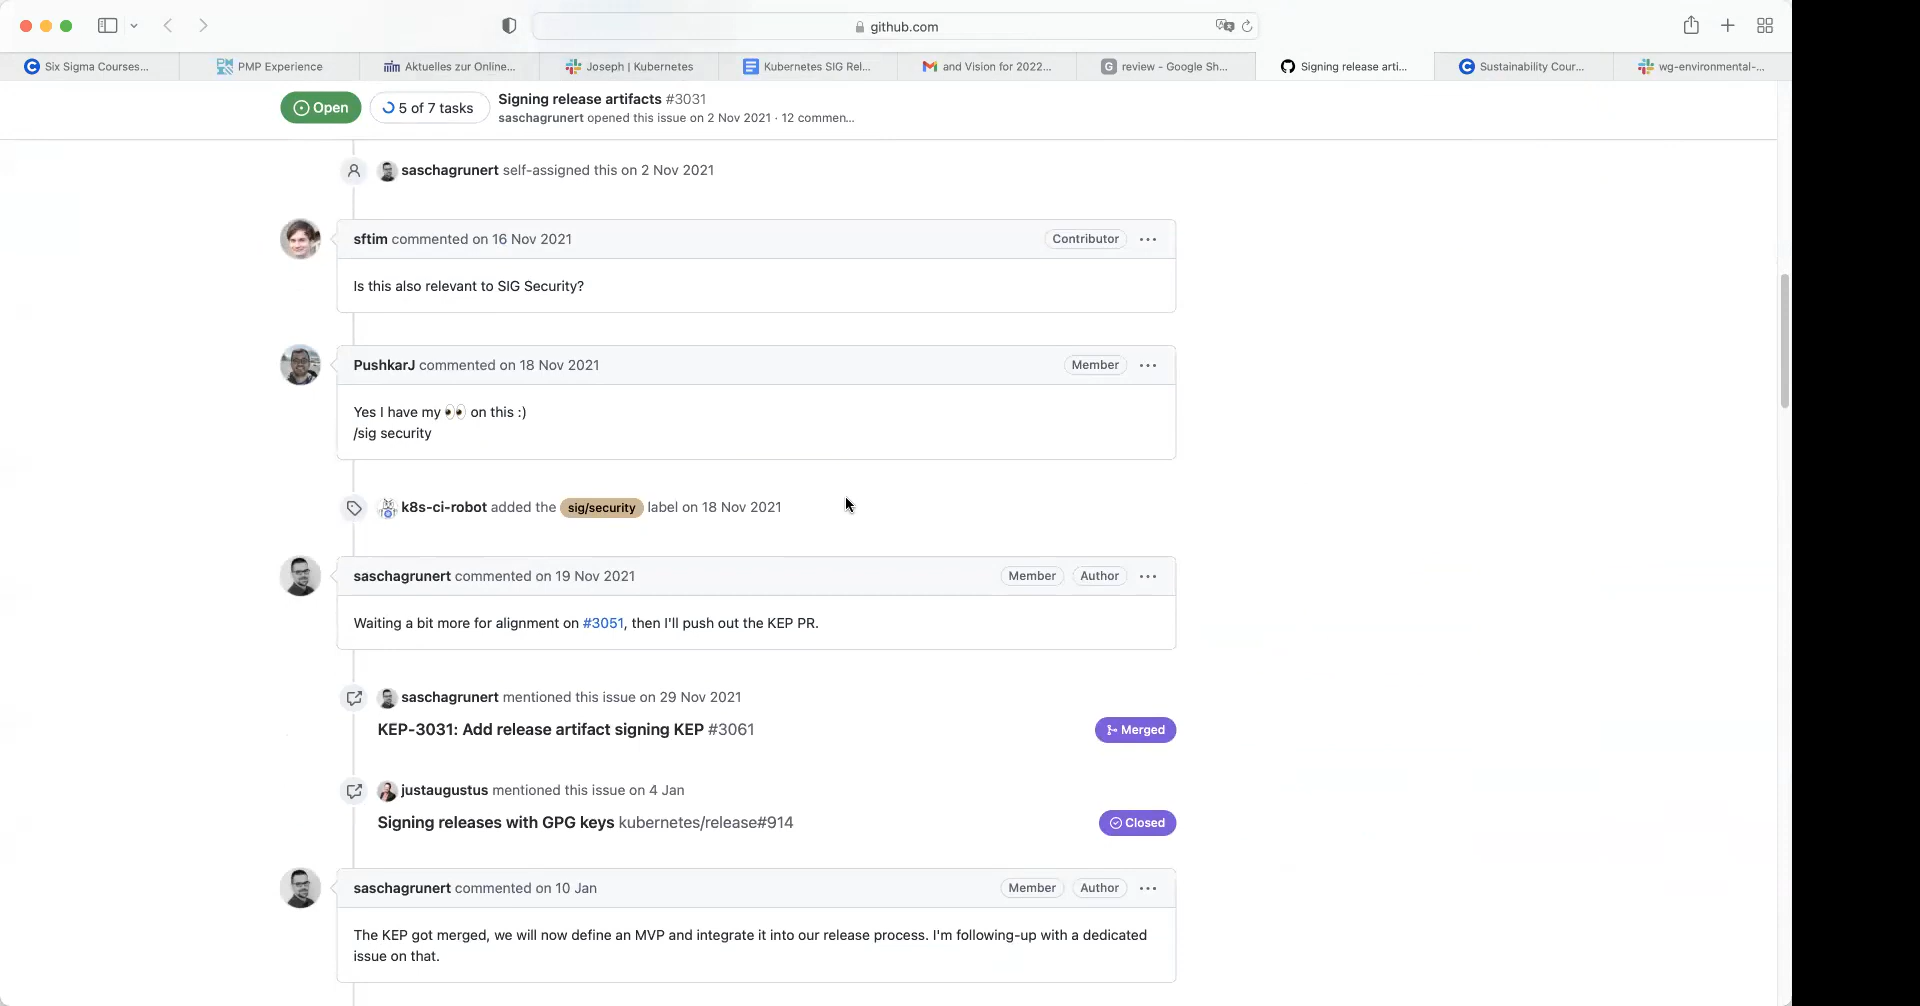 github.com
Six Sigma Courses...
PMP Experience
Aktuelles zur Online...
Joseph | Kubernetes
Kubernetes SIG Rel...
and Vision for 2022...
review - Google Sh...
Signing release arti...
Sustainability Cour...
wg-environmental-...
Open
5 of 7 tasks
Signing release artifacts #3031
saschagrunert opened this issue on 2 Nov 2021 · 12 commen...
saschagrunert self-assigned this on 2 Nov 2021
sftim commented on 16 Nov 2021
Contributor
Is this also relevant to SIG Security?
PushkarJ commented on 18 Nov 2021
Member
Yes I have my 👀 on this :)
/sig security
k8s-ci-robot added the sig/security label on 18 Nov 2021
saschagrunert commented on 19 Nov 2021
Member
Author
Waiting a bit more for alignment on #3051, then I'll push out the KEP PR.
saschagrunert mentioned this issue on 29 Nov 2021
KEP-3031: Add release artifact signing KEP #3061
Merged
justaugustus mentioned this issue on 4 Jan
Signing releases with GPG keys kubernetes/release#914
Closed
saschagrunert commented on 10 Jan
Member
Author
The KEP got merged, we will now define an MVP and integrate it into our release process. I'm following-up with a dedicated
issue on that.